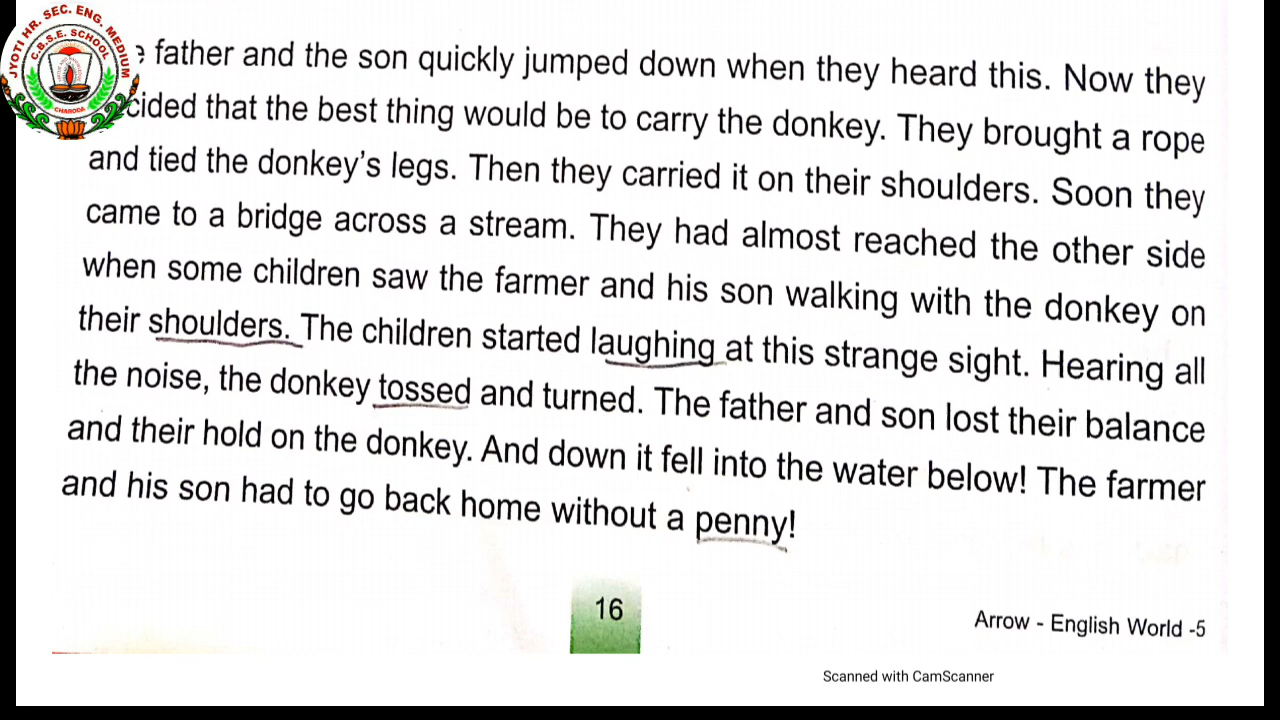 JYOTI HR. SEC. ENG. MEDIUM
C.B.S.E. SCHOOL
CHARODA
father and the son quickly jumped down when they heard this. Now they
that the best thing would be to carry the donkey. They brought a rope
and tied the donkey's legs. Then they carried it on their shoulders. Soon they
came to a bridge across a stream. They had almost reached the other side
when some children saw the farmer and his son walking with the donkey on
their shoulders. The children started laughing at this strange sight. Hearing all
the noise, the donkey tossed and turned. The father and son lost their balance
and their hold on the donkey. And down it fell into the water below! The farmer
and his son had to go back home without a penny!
16
Arrow - English World -5
Scanned with CamScanner